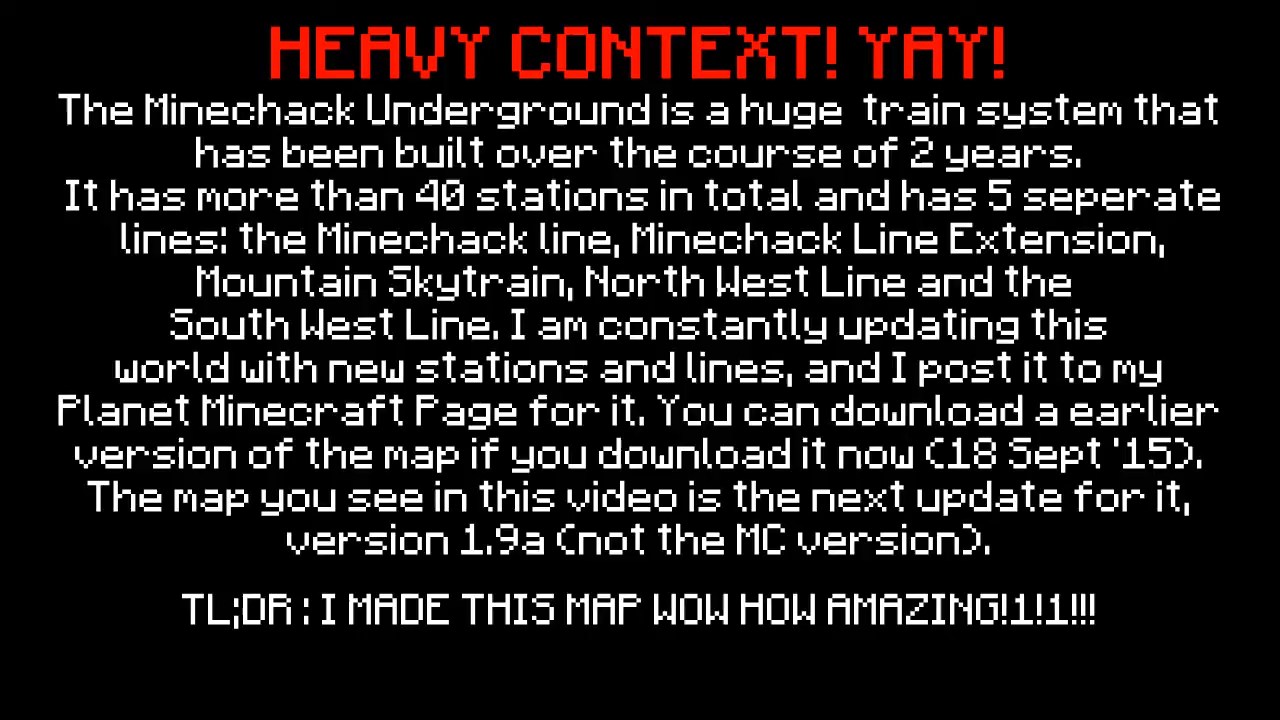 HEAVY CONTEXT! YAY!
The Minechack Underground is a huge train system that
has been built over the course of 2 years.
It has more than 40 stations in total and has 5 seperate
lines: the Minechack line, Minechack Line Extension,
Mountain Skytrain, North West Line and the
South West Line. I am constantly updating this
world with new stations and lines, and I post it to my
Planet Minecraft Page for it. You can download a earlier
version of the map if you download it now (18 Sept '15).
The map you see in this video is the next update for it,
version 1.9a (not the MC version).
TL;DR : I MADE THIS MAP WOW HOW AMAZING!1!1!!!